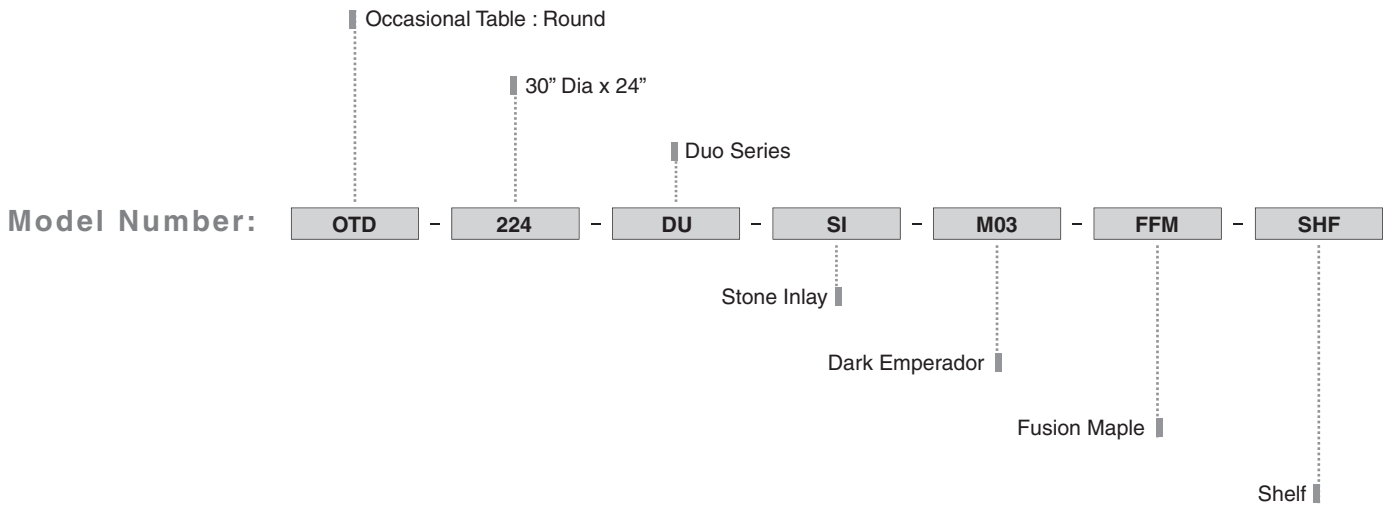 Occasional Table : Round
30” Dia x 24”
Duo Series
Model Number: OTD – 224 – DU – SI – M03 – FFM – SHF
Stone Inlay
Dark Emperador
Fusion Maple
Shelf